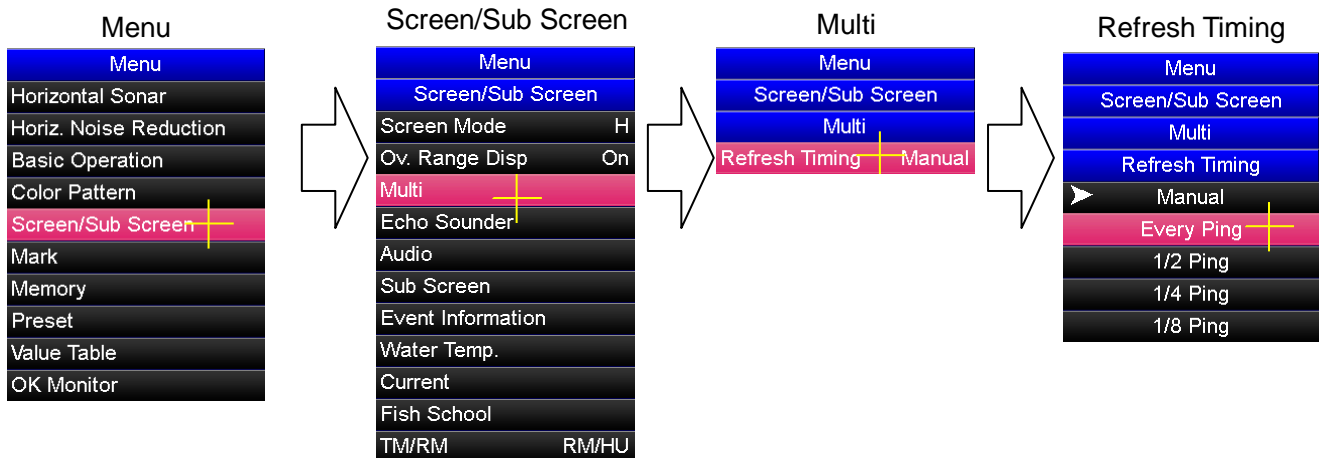 Menu
Menu
Horizontal Sonar
Horiz. Noise Reduction
Basic Operation
Color Pattern
Screen/Sub Screen
Mark
Memory
Preset
Value Table
OK Monitor
Screen/Sub Screen
Menu
Screen/Sub Screen
Screen Mode H
Ov. Range Disp On
Multi
Echo Sounder
Audio
Sub Screen
Event Information
Water Temp.
Current
Fish School
TM/RM RM/HU
Multi
Menu
Screen/Sub Screen
Multi
Refresh Timing Manual
Refresh Timing
Menu
Screen/Sub Screen
Multi
Refresh Timing
Manual
Every Ping
1/2 Ping
1/4 Ping
1/8 Ping